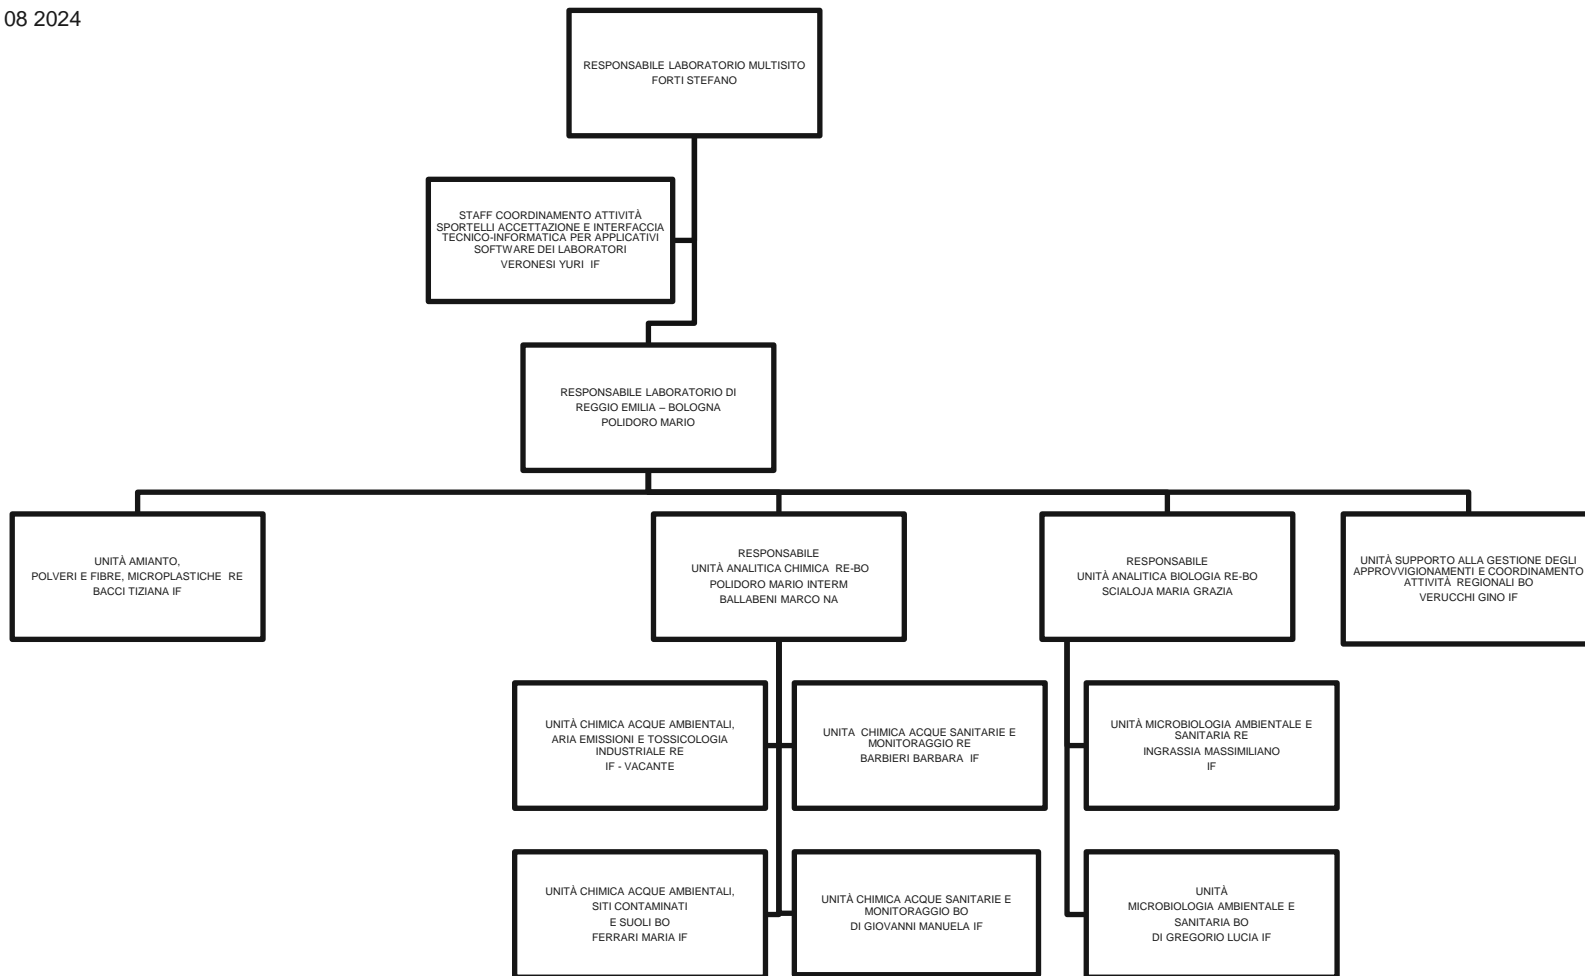 08 2024
RESPONSABILE LABORATORIO MULTISITO
FORTI STEFANO
STAFF COORDINAMENTO ATTIVITÀ
SPORTELLI ACCETTAZIONE E INTERFACCIA
TECNICO-INFORMATICA PER APPLICATIVI
SOFTWARE DEI LABORATORI
VERONESI YURI IF
RESPONSABILE LABORATORIO DI
REGGIO EMILIA – BOLOGNA
POLIDORO MARIO
UNITÀ AMIANTO,
POLVERI E FIBRE, MICROPLASTICHE RE
BACCI TIZIANA IF
RESPONSABILE
UNITÀ ANALITICA CHIMICA RE-BO
POLIDORO MARIO INTERM
BALLABENI MARCO NA
RESPONSABILE
UNITÀ ANALITICA BIOLOGIA RE-BO
SCIALOJA MARIA GRAZIA
UNITÀ SUPPORTO ALLA GESTIONE DEGLI
APPROVVIGIONAMENTI E COORDINAMENTO
ATTIVITÀ REGIONALI BO
VERUCCHI GINO IF
UNITÀ CHIMICA ACQUE AMBIENTALI,
ARIA EMISSIONI E TOSSICOLOGIA
INDUSTRIALE RE
IF - VACANTE
UNITA CHIMICA ACQUE SANITARIE E
MONITORAGGIO RE
BARBIERI BARBARA IF
UNITÀ MICROBIOLOGIA AMBIENTALE E
SANITARIA RE
INGRASSIA MASSIMILIANO
IF
UNITÀ CHIMICA ACQUE AMBIENTALI,
SITI CONTAMINATI
E SUOLI BO
FERRARI MARIA IF
UNITÀ CHIMICA ACQUE SANITARIE E
MONITORAGGIO BO
DI GIOVANNI MANUELA IF
UNITÀ
MICROBIOLOGIA AMBIENTALE E
SANITARIA BO
DI GREGORIO LUCIA IF